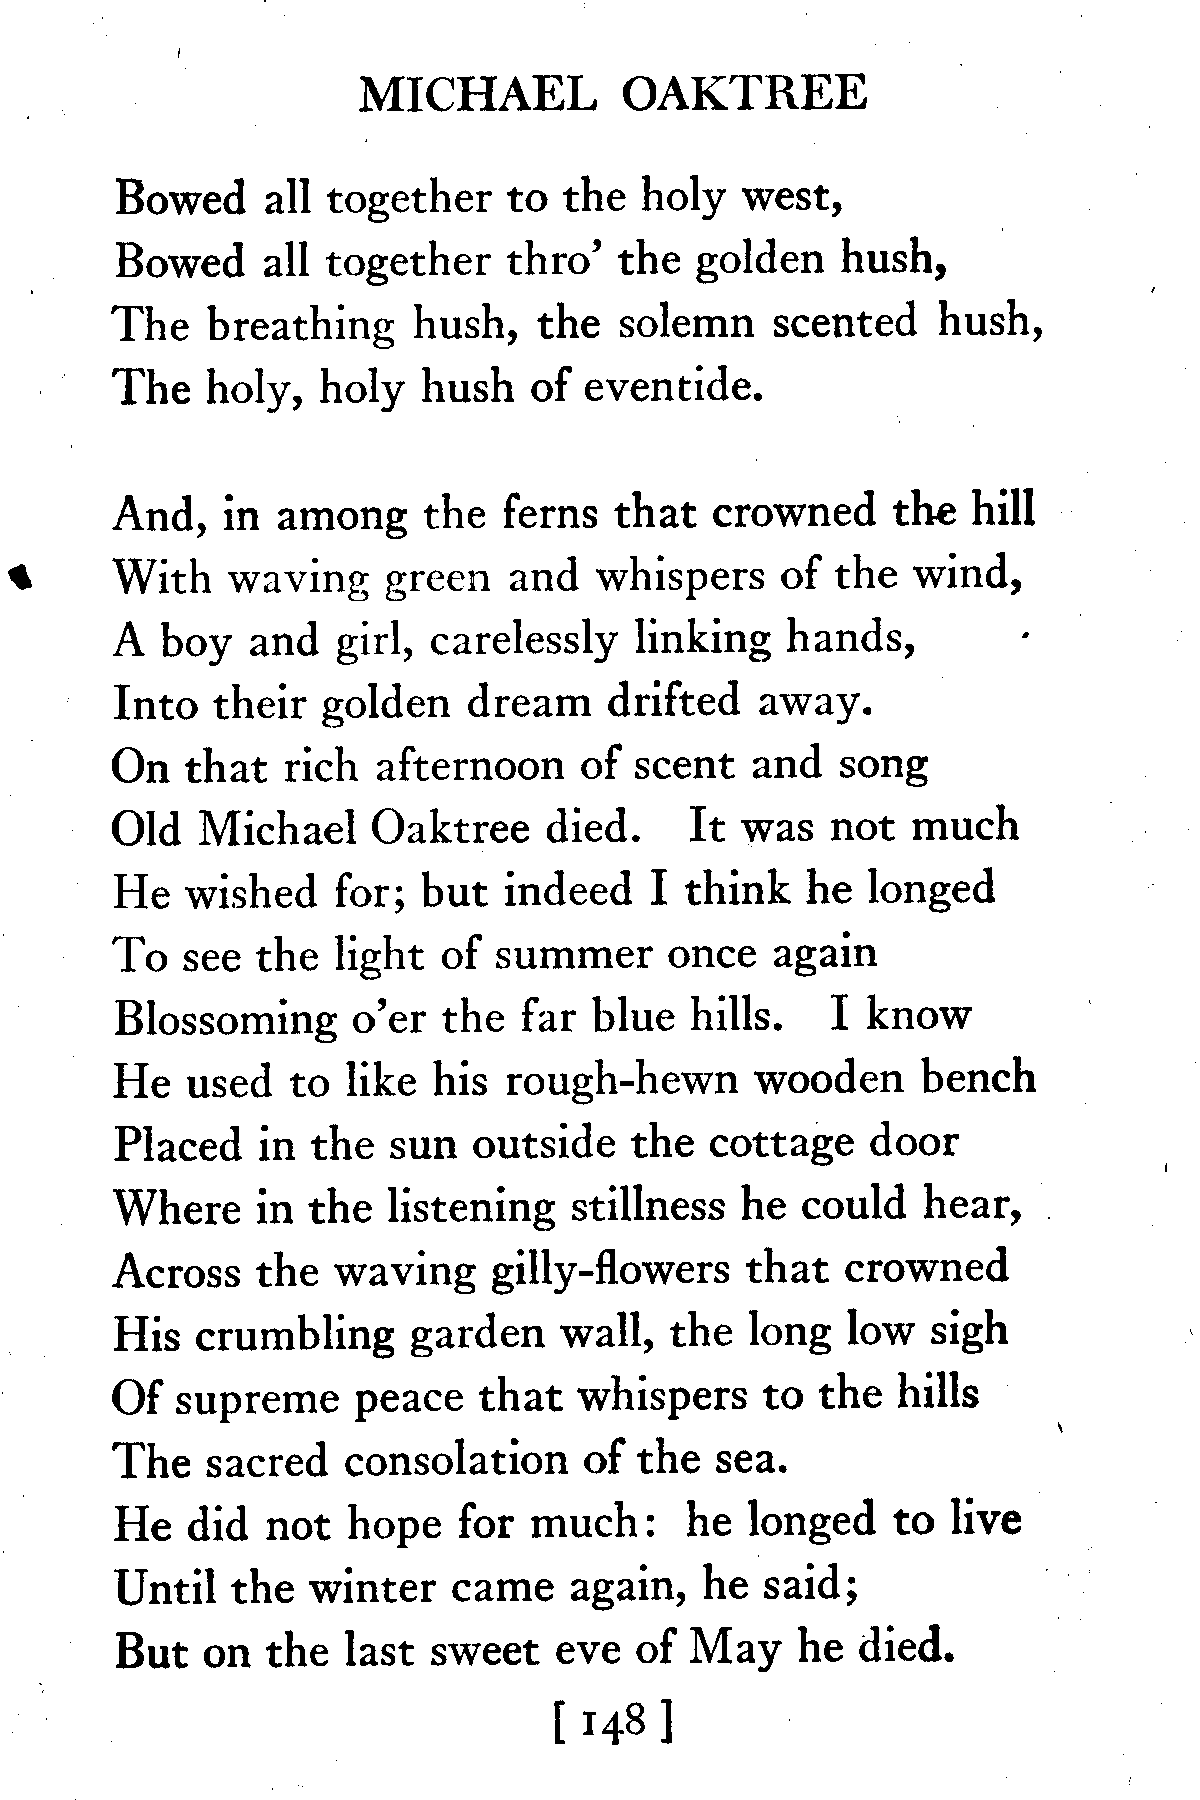 MICHAEL OAKTREE
Bowed all together to the holy west,
Bowed all together thro’ the golden hush,
The breathing hush, the solemn scented hush,
The holy, holy hush of eventide.
And, in among the ferns that crowned the hill
With waving green and whispers of the wind,
A boy and girl, carelessly linking hands,
Into their golden dream drifted away.
On that rich afternoon of scent and song
Old Michael Oaktree died. It was not much
He wished for; but indeed I think he longed
To see the light of summer once again
Blossoming o’er the far blue hills. I know
He used to like his rough-hewn wooden bench
Placed in the sun outside the cottage door
Where in the listening stillness he could hear,
Across the waving gilly-flowers that crowned
His crumbling garden wall, the long low sigh
Of supreme peace that whispers to the hills
The sacred consolation of the sea.
He did not hope for much: he longed to live
Until the winter came again, he said;
But on the last sweet eve of May he died.
[ 148 ]